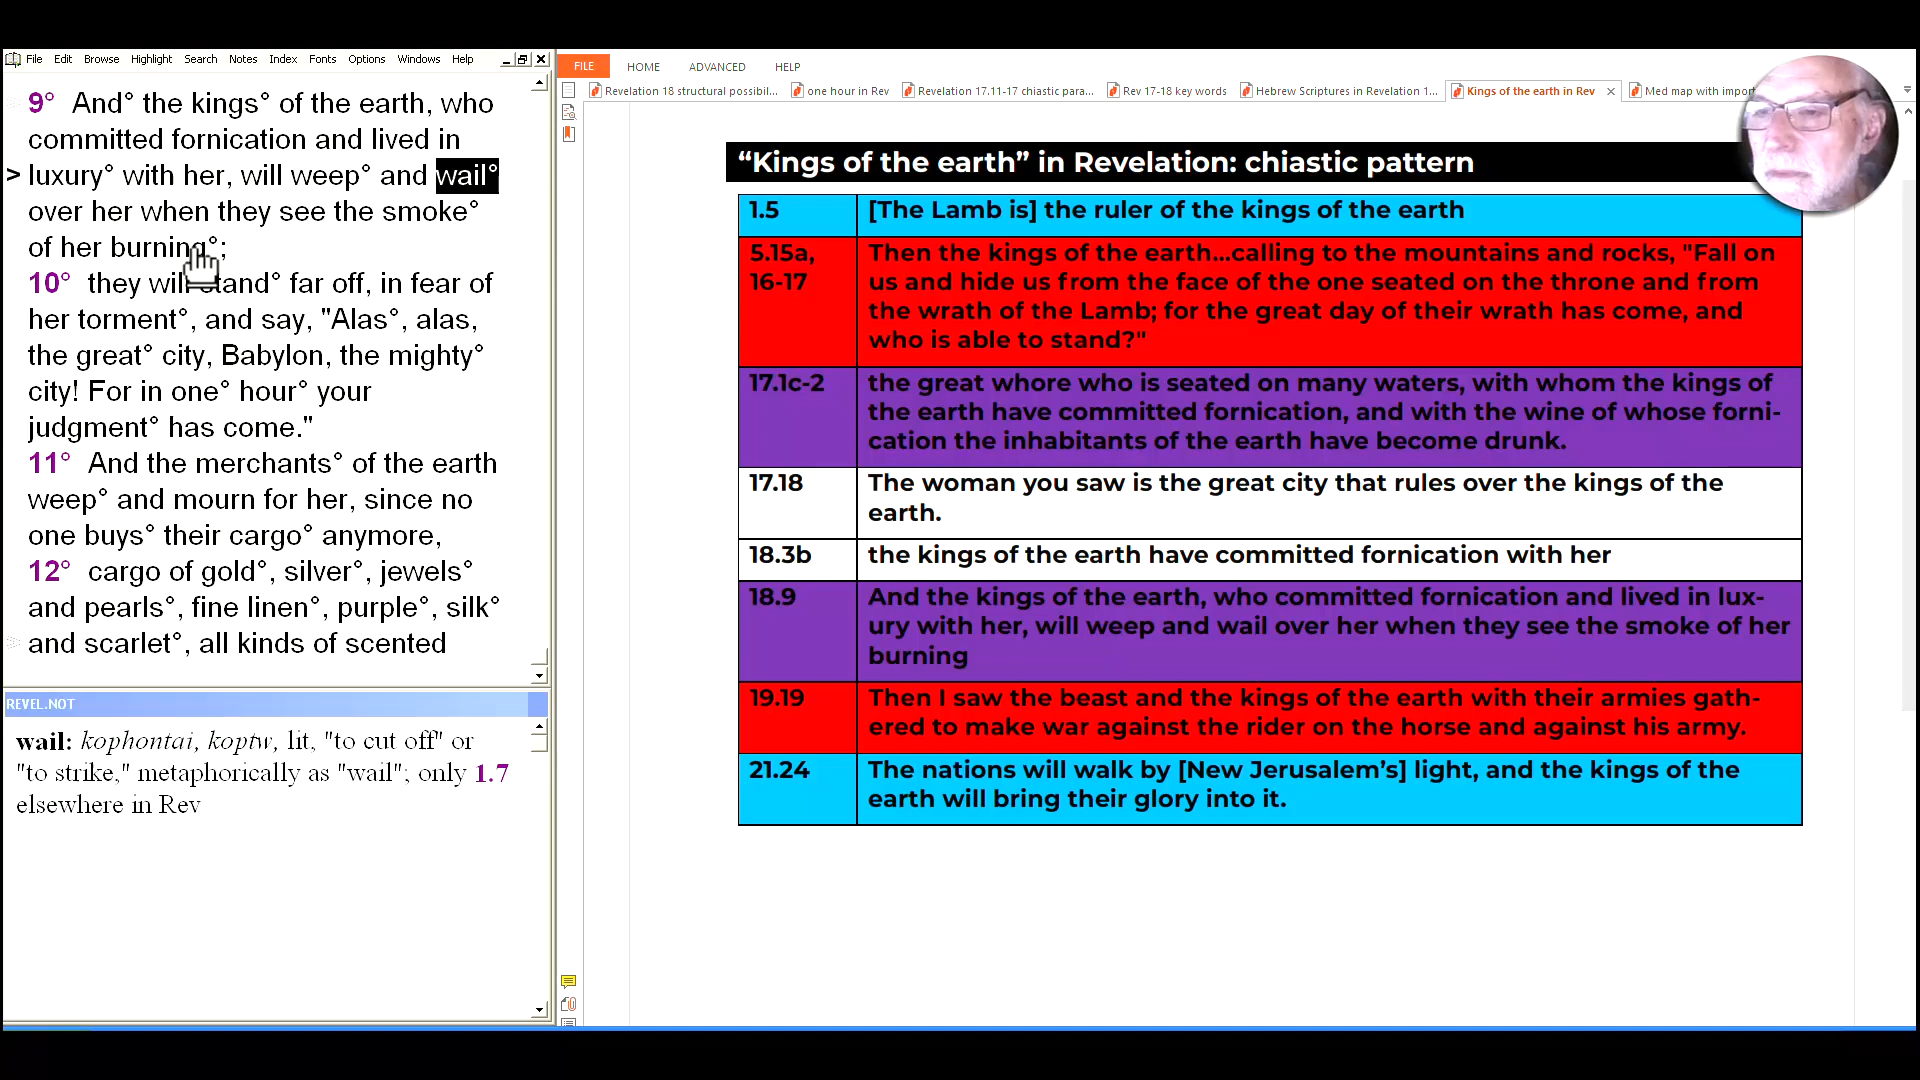 File Edit Browse Highlight Search Notes Index Fonts Options Windows Help
9° And° the kings° of the earth, who
committed fornication and lived in
> luxury° with her, will weep° and wail°
over her when they see the smoke°
of her burning°;
10° they will stand° far off, in fear of
her torment°, and say, "Alas°, alas,
the great° city, Babylon, the mighty°
city! For in one° hour° your
judgment° has come."
11° And the merchants° of the earth
weep° and mourn for her, since no
one buys° their cargo° anymore,
12° cargo of gold°, silver°, jewels°
and pearls°, fine linen°, purple°, silk°
and scarlet°, all kinds of scented
REVEL.NOT
wail: kophontai, koptw, lit, "to cut off" or
"to strike," metaphorically as "wail"; only 1.7
elsewhere in Rev
FILE HOME ADVANCED HELP
Revelation 18 structural possibil... one hour in Rev Revelation 17.11-17 chiastic para... Rev 17-18 key words Hebrew Scriptures in Revelation 1... Kings of the earth in Rev Med map with import
“Kings of the earth” in Revelation: chiastic pattern
1.5 [The Lamb is] the ruler of the kings of the earth
5.15a, Then the kings of the earth...calling to the mountains and rocks, "Fall on
16-17 us and hide us from the face of the one seated on the throne and from
the wrath of the Lamb; for the great day of their wrath has come, and
who is able to stand?"
17.1c-2 the great whore who is seated on many waters, with whom the kings of
the earth have committed fornication, and with the wine of whose forni-
cation the inhabitants of the earth have become drunk.
17.18 The woman you saw is the great city that rules over the kings of the
earth.
18.3b the kings of the earth have committed fornication with her
18.9 And the kings of the earth, who committed fornication and lived in lux-
ury with her, will weep and wail over her when they see the smoke of her
burning
19.19 Then I saw the beast and the kings of the earth with their armies gath-
ered to make war against the rider on the horse and against his army.
21.24 The nations will walk by [New Jerusalem’s] light, and the kings of the
earth will bring their glory into it.